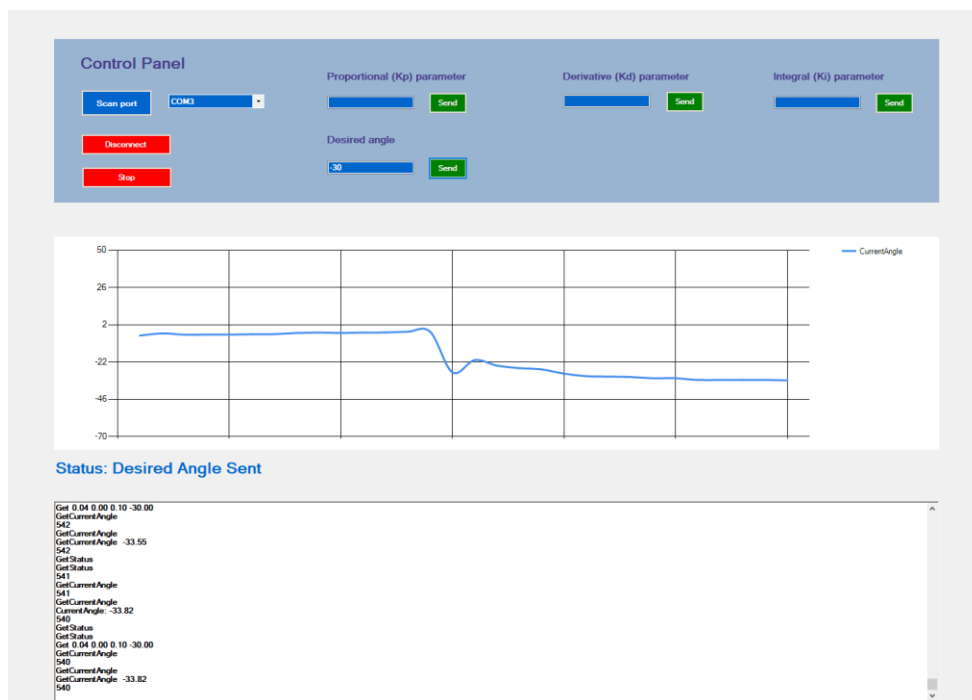 Control Panel
Proportional (Kp) parameter
Derivative (Kd) parameter
Integral (Ki) parameter
Scan port
COM3
Send
Send
Send
Disconnect
Desired angle
Stop
-30
Send
50
26
2
-22
-46
-70
CurrentAngle
Status: Desired Angle Sent
Get 0.04 0.00 0.10 -30.00
GetCurrentAngle
542
GetCurrentAngle
GetCurrentAngle -33.55
542
GetStatus
GetStatus
541
GetCurrentAngle
541
GetCurrentAngle
CurrentAngle: -33.82
540
GetStatus
GetStatus
Get 0.04 0.00 0.10 -30.00
GetCurrentAngle
540
GetCurrentAngle
GetCurrentAngle -33.82
540